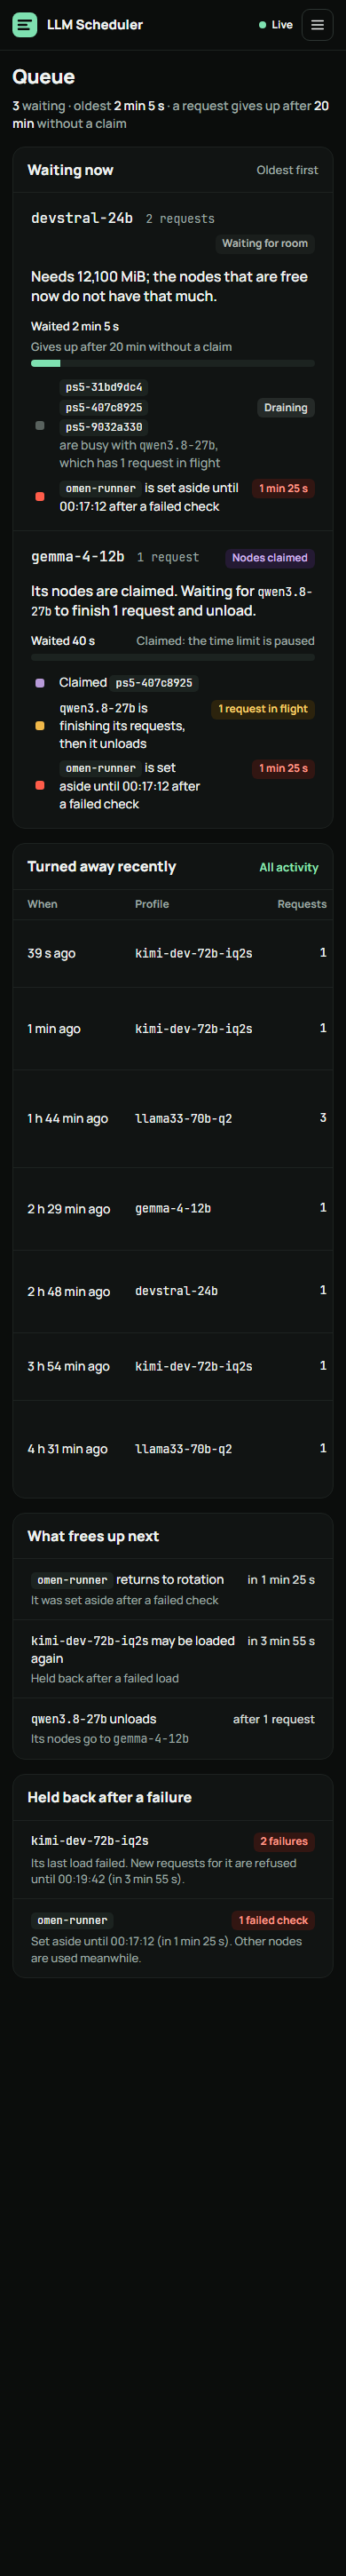 LLM Scheduler
Live
Queue
3 waiting · oldest 2 min 5 s · a request gives up after 20
min without a claim
Waiting now
Oldest first
devstral-24b 2 requests
Waiting for room
Needs 12,100 MiB; the nodes that are free
now do not have that much.
Waited 2 min 5 s
Gives up after 20 min without a claim
ps5-31bd9dc4
ps5-407c8925
Draining
ps5-9032a330
are busy with qwen3.8-27b,
which has 1 request in flight
omen-runner is set aside until
1 min 25 s
00:17:12 after a failed check
gemma-4-12b 1 request
Nodes claimed
Its nodes are claimed. Waiting for qwen3.8-
27b to finish 1 request and unload.
Waited 40 s
Claimed: the time limit is paused
Claimed ps5-407c8925
qwen3.8-27b is
1 request in flight
finishing its requests,
then it unloads
omen-runner is set
1 min 25 s
aside until 00:17:12 after
a failed check
Turned away recently
All activity
When Profile Requests
39 s ago kimi-dev-72b-iq2s 1
1 min ago kimi-dev-72b-iq2s 1
1 h 44 min ago llama33-70b-q2 3
2 h 29 min ago gemma-4-12b 1
2 h 48 min ago devstral-24b 1
3 h 54 min ago kimi-dev-72b-iq2s 1
4 h 31 min ago llama33-70b-q2 1
What frees up next
omen-runner returns to rotation
in 1 min 25 s
It was set aside after a failed check
kimi-dev-72b-iq2s may be loaded
in 3 min 55 s
again
Held back after a failed load
qwen3.8-27b unloads
after 1 request
Its nodes go to gemma-4-12b
Held back after a failure
kimi-dev-72b-iq2s
2 failures
Its last load failed. New requests for it are refused
until 00:19:42 (in 3 min 55 s).
omen-runner
1 failed check
Set aside until 00:17:12 (in 1 min 25 s). Other nodes
are used meanwhile.